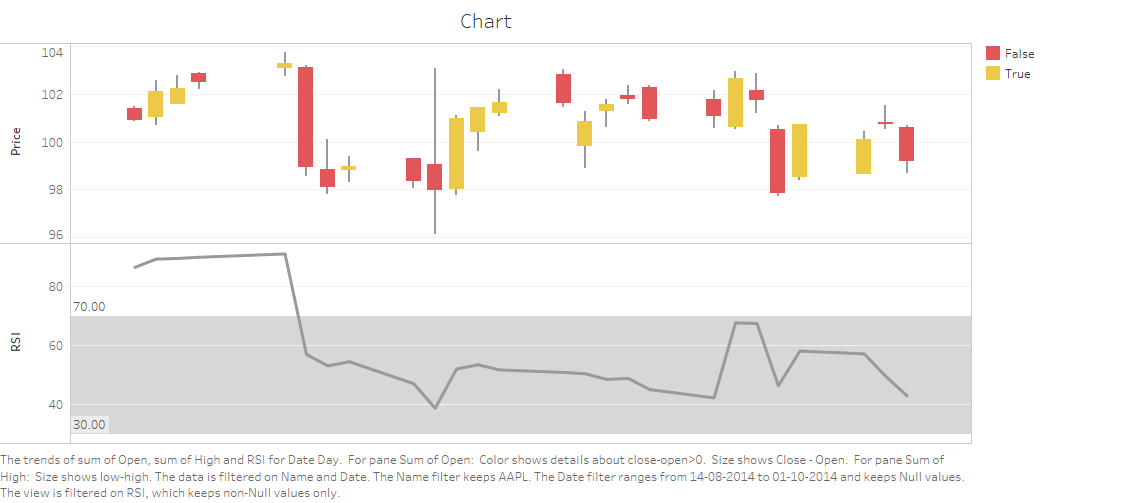 Chart
104
102
100
98
96
Price
False
True
80
70.00
60
40
30.00
RSI
The trends of sum of Open, sum of High and RSI for Date Day. For pane Sum of Open: Color shows details about close-open>0. Size shows Close - Open. For pane Sum of
High: Size shows low-high. The data is filtered on Name and Date. The Name filter keeps AAPL. The Date filter ranges from 14-08-2014 to 01-10-2014 and keeps Null values.
The view is filtered on RSI, which keeps non-Null values only.